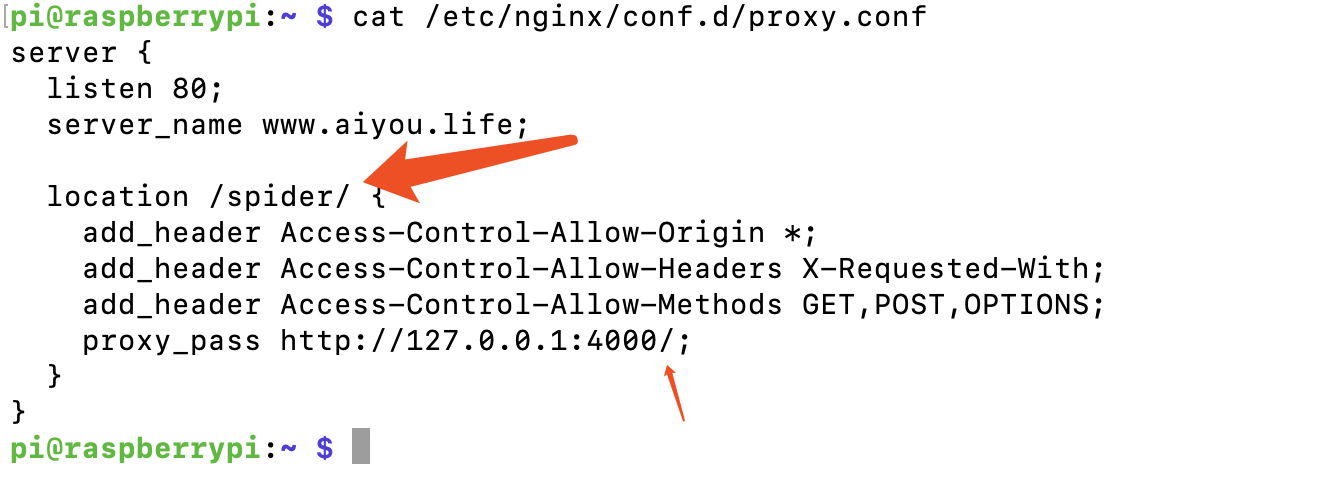 pi@raspberrypi:~ $ cat /etc/nginx/conf.d/proxy.conf
server {
  listen 80;
  server_name www.aiyou.life;

  location /spider/ {
    add_header Access-Control-Allow-Origin *;
    add_header Access-Control-Allow-Headers X-Requested-With;
    add_header Access-Control-Allow-Methods GET,POST,OPTIONS;
    proxy_pass http://127.0.0.1:4000/;
  }
}
pi@raspberrypi:~ $